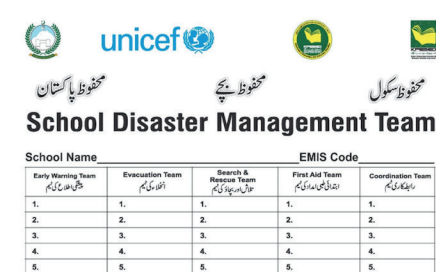 unicef
محفوظ پاکستان محفوظ بچے محفوظ سکول
School Disaster Management Team
School Name EMIS Code
Early Warning Team Evacuation Team Search & Rescue Team First Aid Team Coordination Team
پیشگی اطلاع کی ٹیم انخلاء کی ٹیم تلاش اور بچاؤ کی ٹیم ابتدائی طبی امداد کی ٹیم رابطہ کاری ٹیم
1. 1. 1. 1. 1.
2. 2. 2. 2. 2.
3. 3. 3. 3. 3.
4. 4. 4. 4. 4.
5. 5. 5. 5. 5.